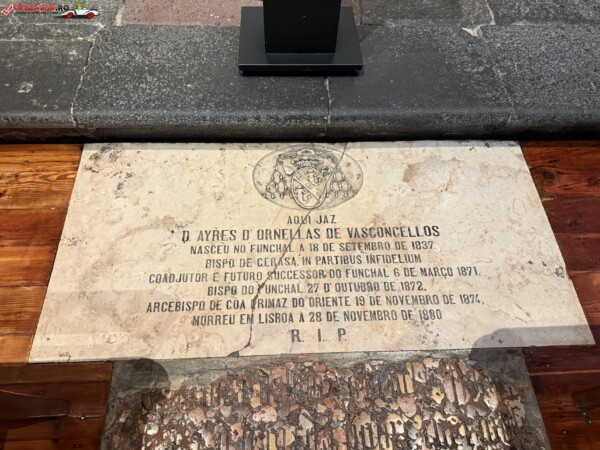 AQUI JAZ
D. AYRES D' ORNELLAS DE VASCONCELLOS
NASCEU NO FUNCHAL A 18 DE SETEMBRO DE 1837.
BISPO DE GERASA IN PARTIBUS INFIDELIUM
COADJUTOR E FUTURO SUCCESSOR DO FUNCHAL 6 DE MARÇO 1871.
BISPO DO FUNCHAL 27 D'OUTUBRO DE 1872.
ARCEBISPO DE GOA PRIMAZ DO ORIENTE 19 DE NOVEMBRO DE 1874,
MORREU EM LISBOA A 28 DE NOVEMBRO DE 1880
R. I. P.